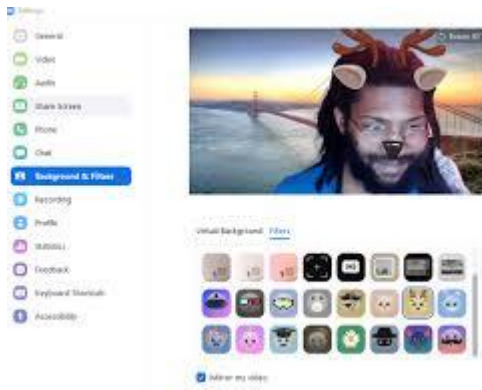 Settings
General
Video
Audio
Share Screen
Phone
Chat
Background & Filters
Recording
Profile
Statistics
Feedback
Keyboard Shortcuts
Accessibility
Virtual Background Filters
Mirror my video